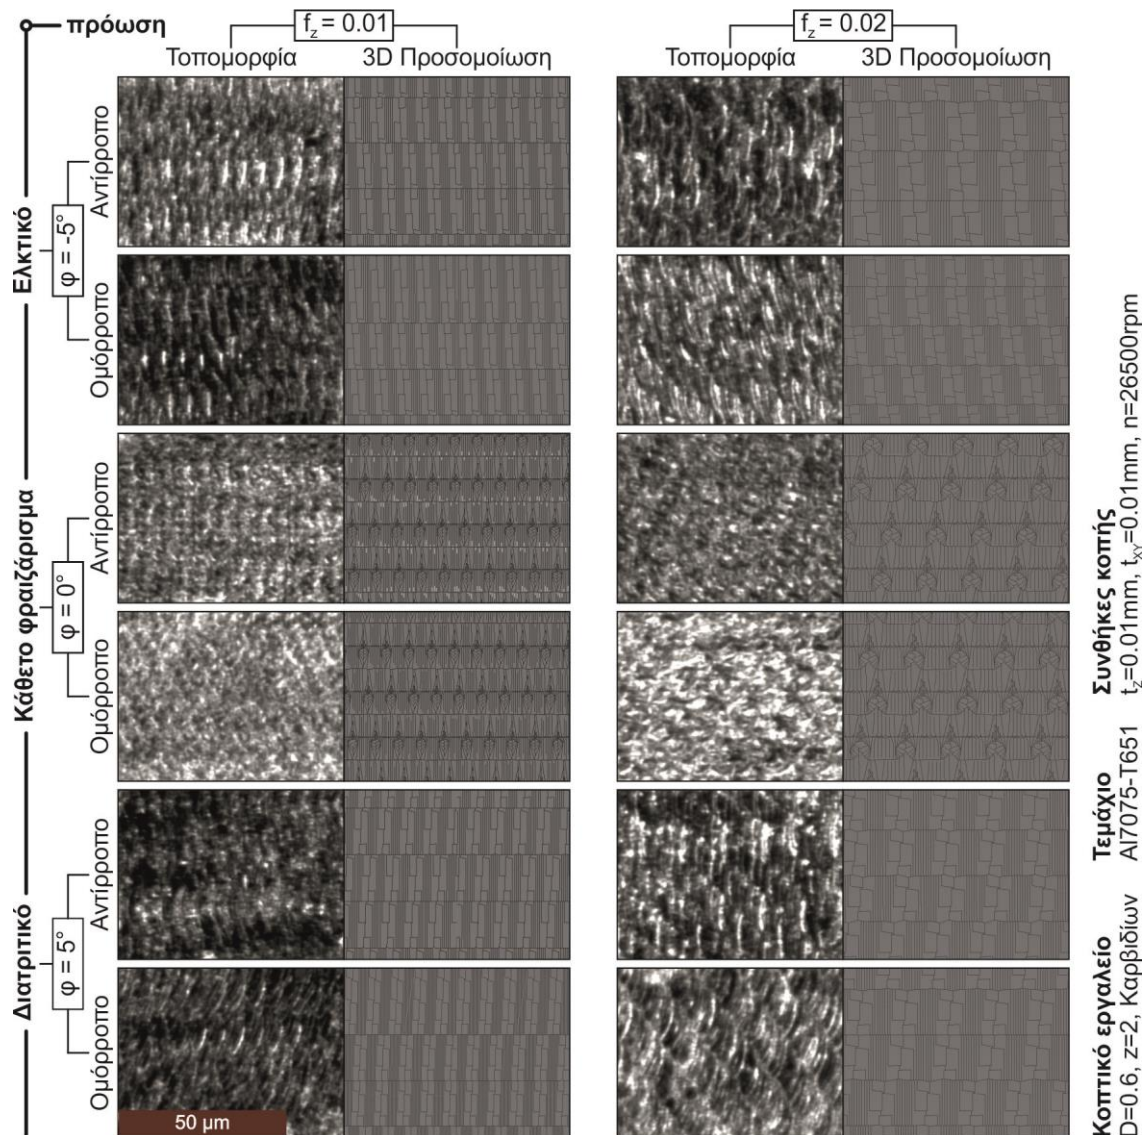 πρόωση
f_z = 0.01
f_z = 0.02
Τοπομορφία 3D Προσομοίωση
Τοπομορφία 3D Προσομοίωση
Ελκτικό
φ = -5°
Αντίρροπο
Ομόρροπο
Κάθετο φραιζάρισμα
φ = 0°
Αντίρροπο
Ομόρροπο
Διατριτικό
φ = 5°
Αντίρροπο
Ομόρροπο
50 μm
Κοπτικό εργαλείο
D=0.6, z=2, Καρβιδίων
Τεμάχιο
Al7075-T651
Συνθήκες κοπής
t_z=0.01mm, t_XY=0.01mm, n=26500rpm